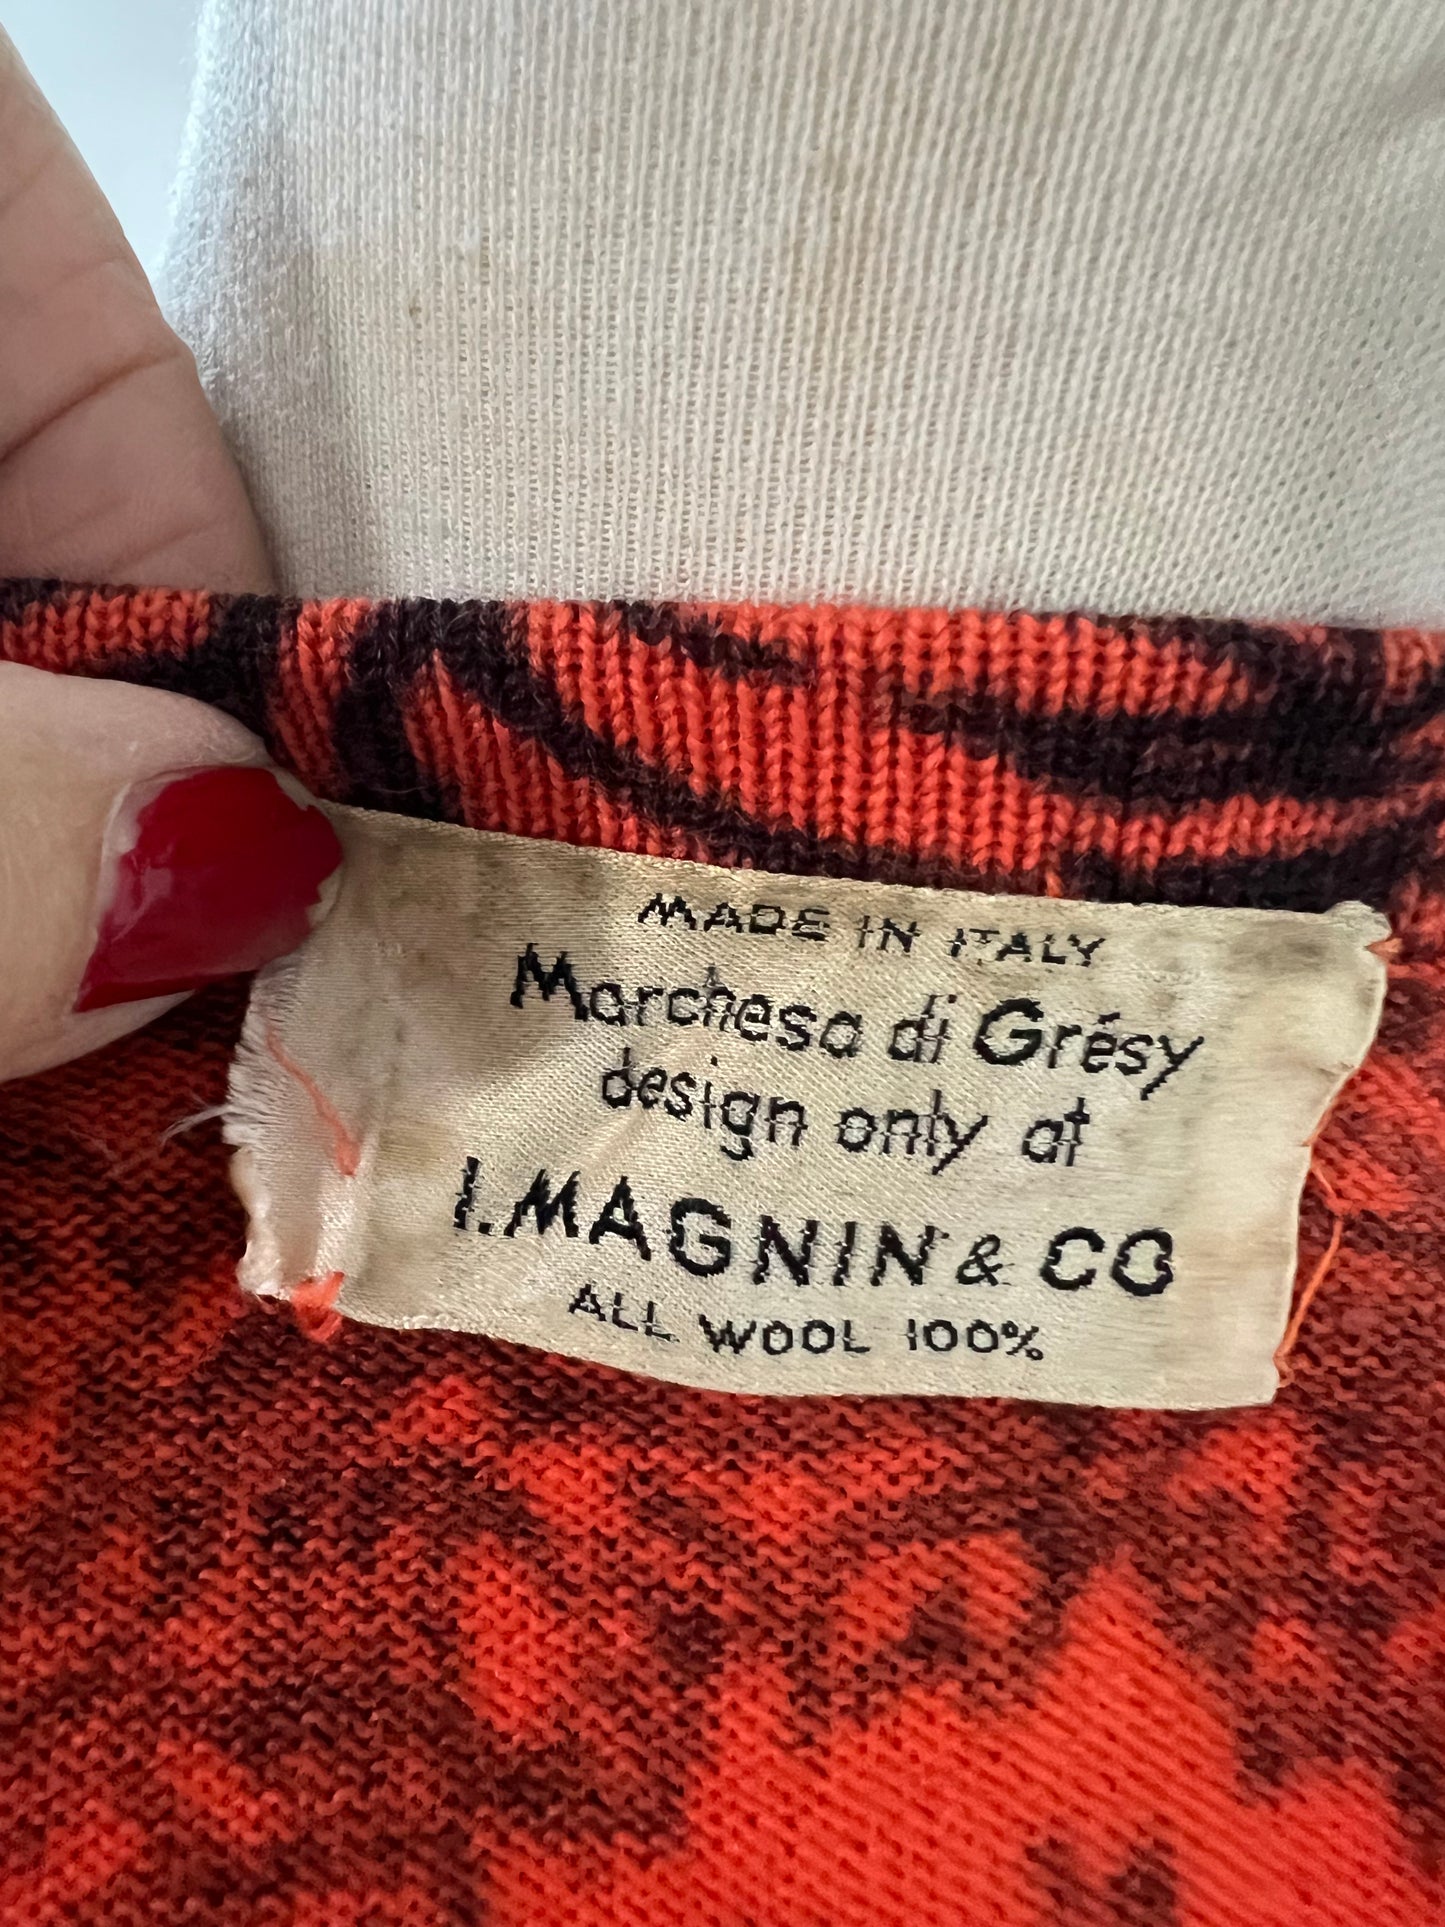 MADE IN ITALY
Marchesa di Grésy
design only at
I. MAGNIN & CO
ALL WOOL 100%